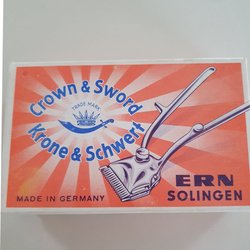 Crown & Sword
TRADE MARK
Krone & Schwert
ERN
SOLINGEN
MADE IN GERMANY